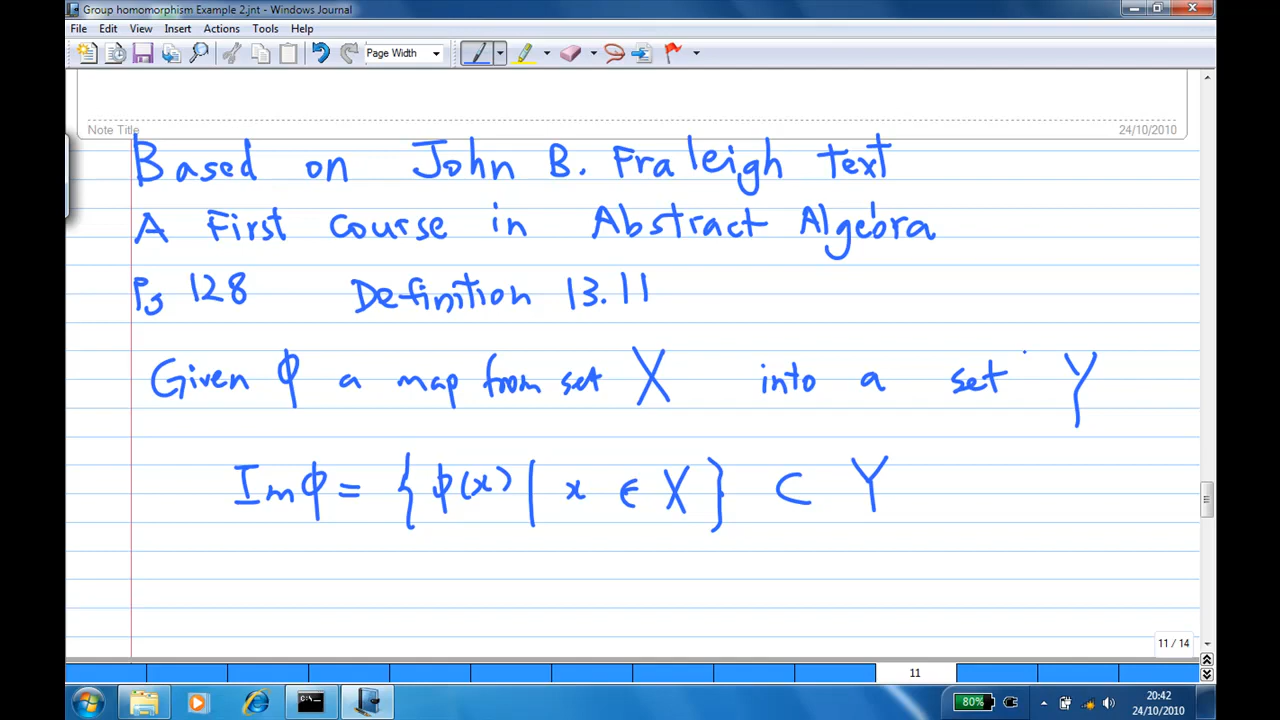 Group homomorphism Example 2.jnt - Windows Journal
File Edit View Insert Actions Tools Help
Page Width
Note Title
24/10/2010
Based on John B. Fraleigh Text
A First course in Abstract Algebra
Pg 128 Definition 13.11
Given φ a map from set X into a set Y
Im φ = { φ(x) | x ∈ X } ⊂ Y
11 / 14
11
80%
20:42
24/10/2010